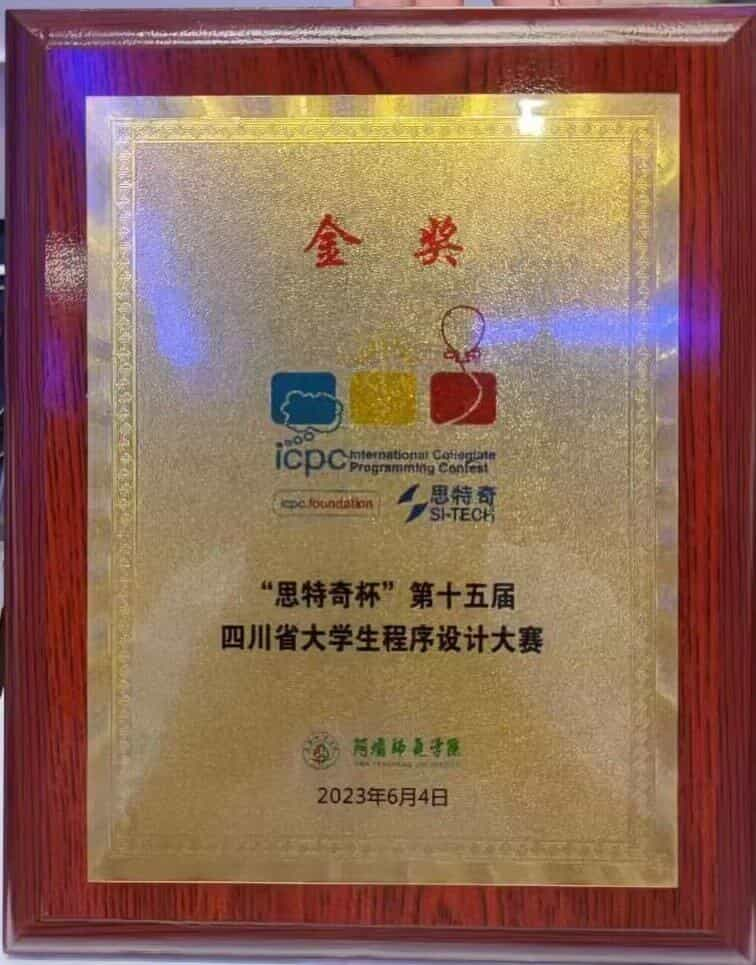 金奖
icpc International Collegiate
Programming Contest
icpc.foundation
思特奇
SI-TECH
“思特奇杯”第十五届
四川省大学生程序设计大赛
阿坝师范学院
2023年6月4日